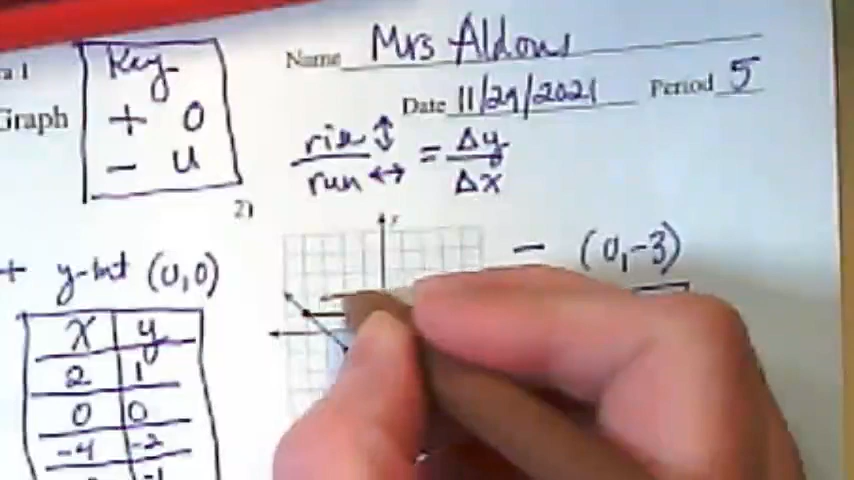 Key
+ 0
- u
Graph
Name Mrs Aldous
Date 11/29/2021 Period 5
rise ↕ = Δy
run ↔ Δx
2)
y
- (0,-3)
+ y-int (0,0)
x y
2 1
0 0
-4 -2
-1